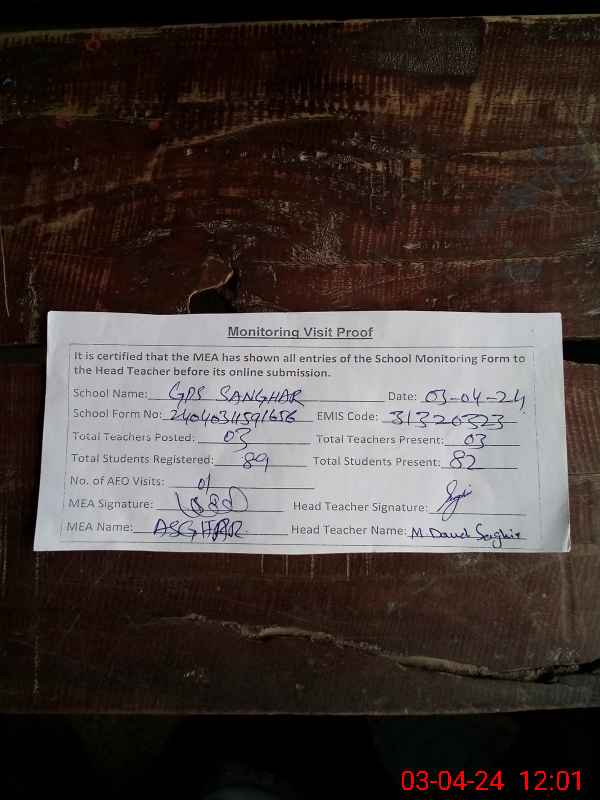 Monitoring Visit Proof
It is certified that the MEA has shown all entries of the School Monitoring Form to
the Head Teacher before its online submission.
School Name: GPS SANGHAR Date: 03-04-24
School Form No: 24040311591656 EMIS Code: 31320323
Total Teachers Posted: 03 Total Teachers Present: 03
Total Students Registered: 89 Total Students Present: 82
No. of AEO Visits: 01
MEA Signature: Head Teacher Signature:
MEA Name: ASGHAR Head Teacher Name: M Daud Saghir
03-04-24 12:01